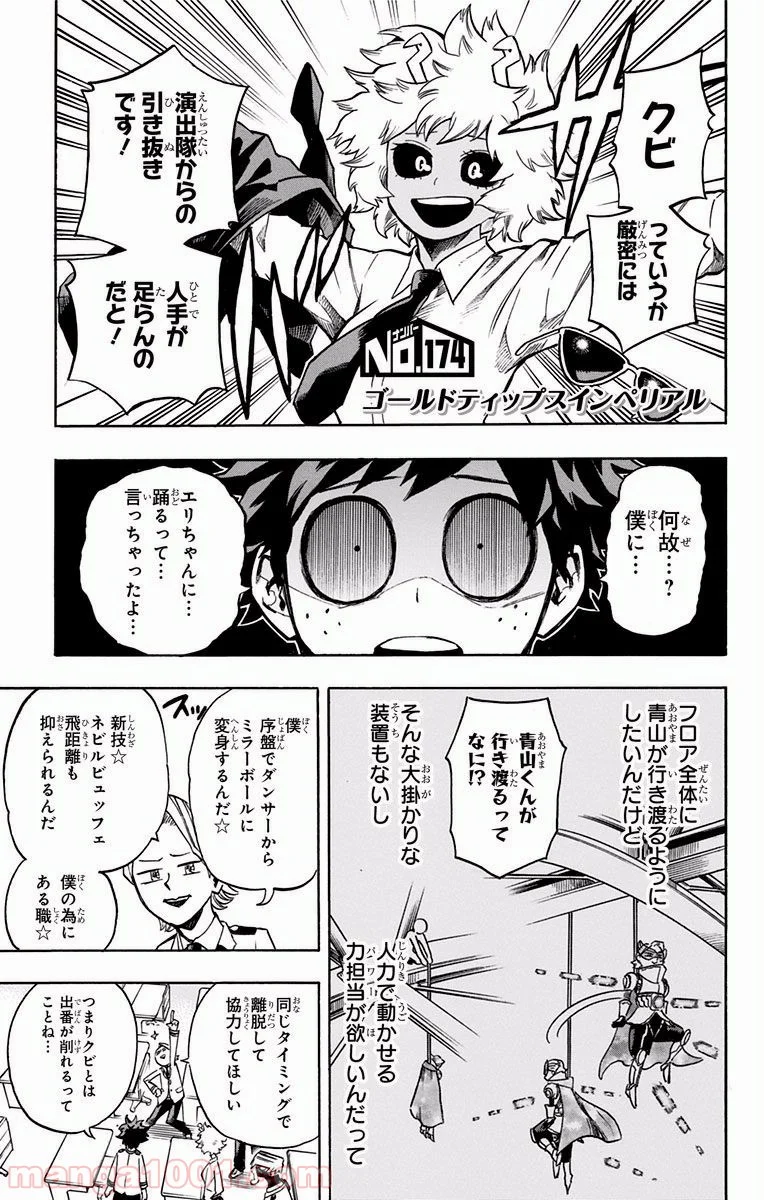 クビ
っていうか
厳密には
演出隊からの
引き抜き
です!
人手が
足らんの
だと!
ナンバー
No.174
ゴールドティップスインペリアル
何故…?
僕に…
エリちゃんに…
踊るって…
言っちゃったよ…
フロア全体に
青山が行き渡るように
したいんだけど
青山くんが
行き渡るって
なに!?
そんな大掛かりな
装置もないし
人力で動かせる
力担当が欲しいんだって
スッ
僕
序盤でダンサーから
ミラーボールに
変身するんだ☆
新技☆
ネビルビュッフェ
飛距離も
抑えられるんだ
僕の為に
ある職☆
同じタイミングで
離脱して
協力してほしい
つまりクビとは
出番が削れるって
ことね…